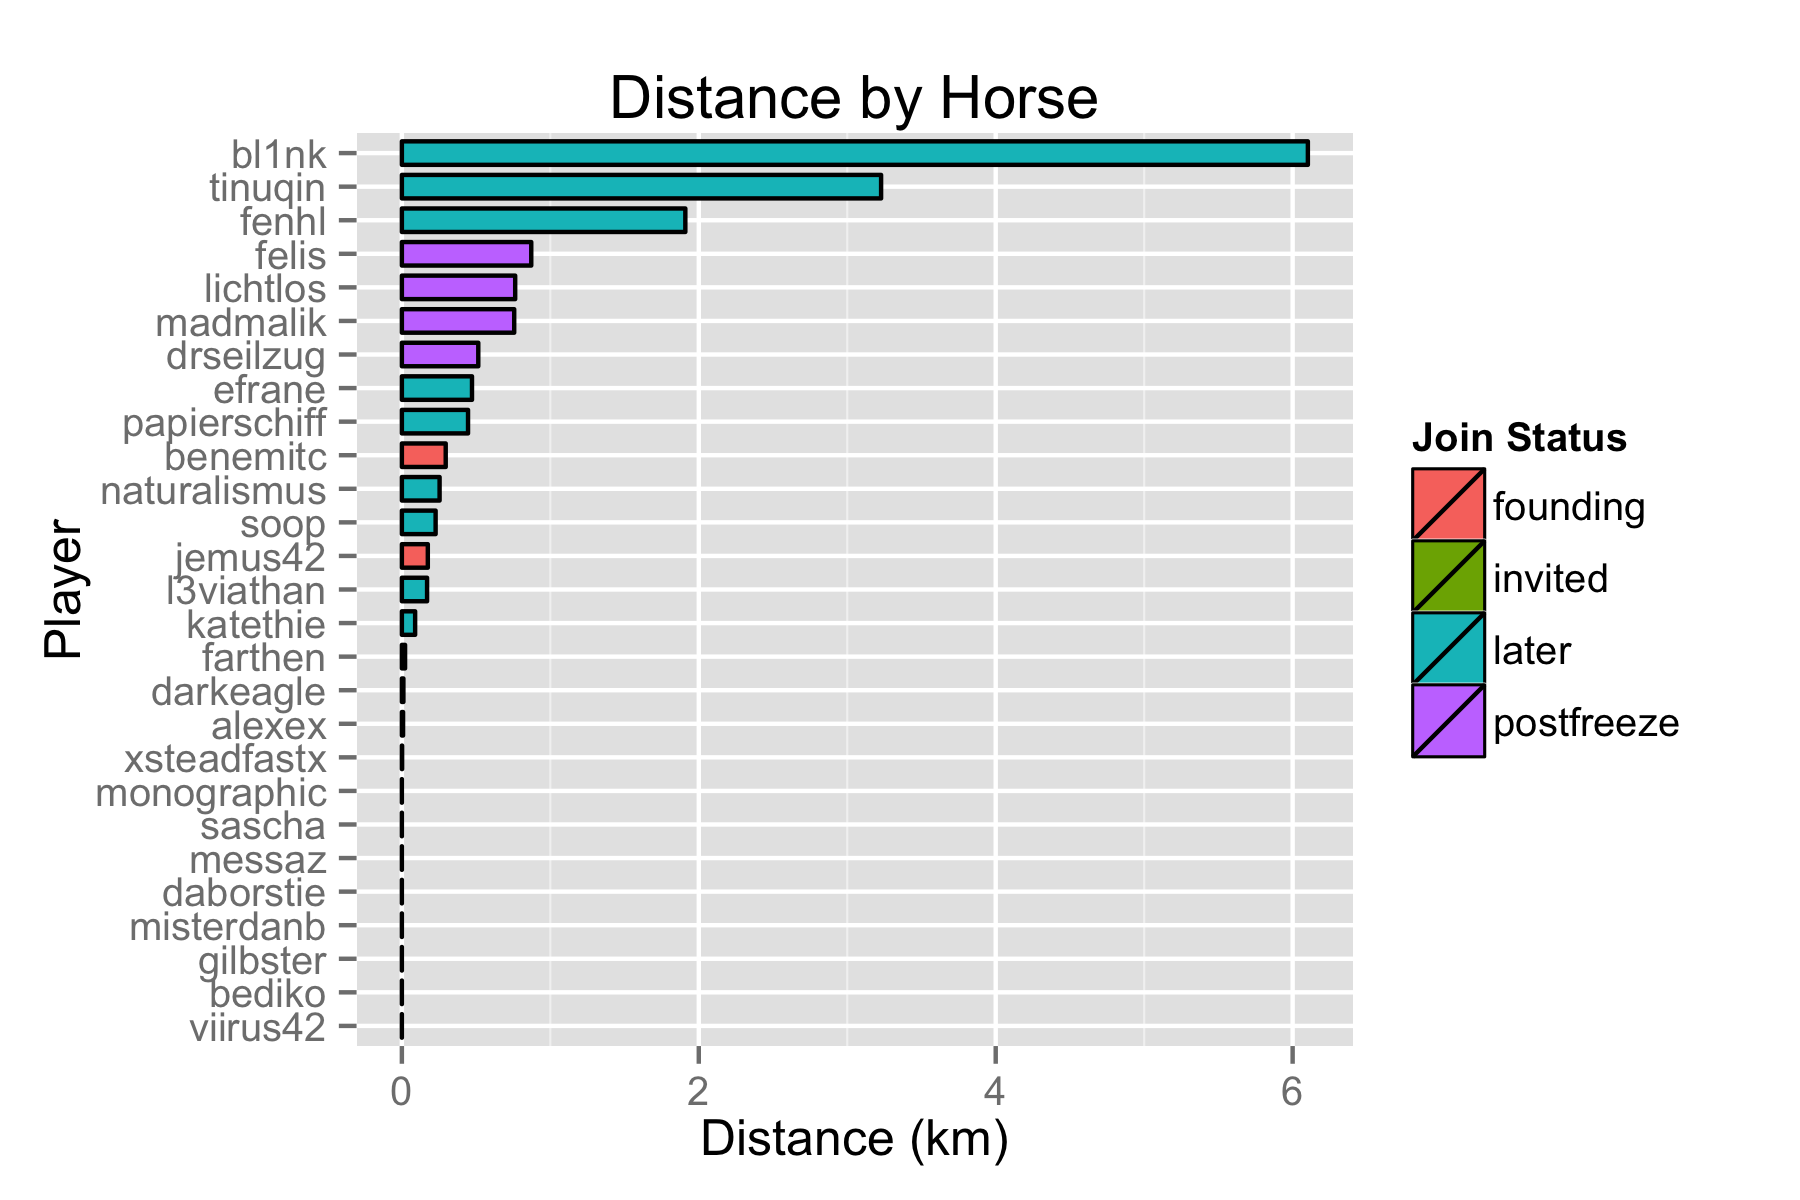 Distance by Horse
bl1nk
tinuqin
fenhl
felis
lichtlos
madmalik
drseilzug
efrane
papierschiff
benemitc
naturalismus
soop
jemus42
l3viathan
katethie
farthen
darkeagle
alexex
xsteadfastx
monographic
sascha
messaz
daborstie
misterdanb
gilbster
bediko
viirus42
Player
0 2 4 6
Distance (km)
Join Status
founding
invited
later
postfreeze